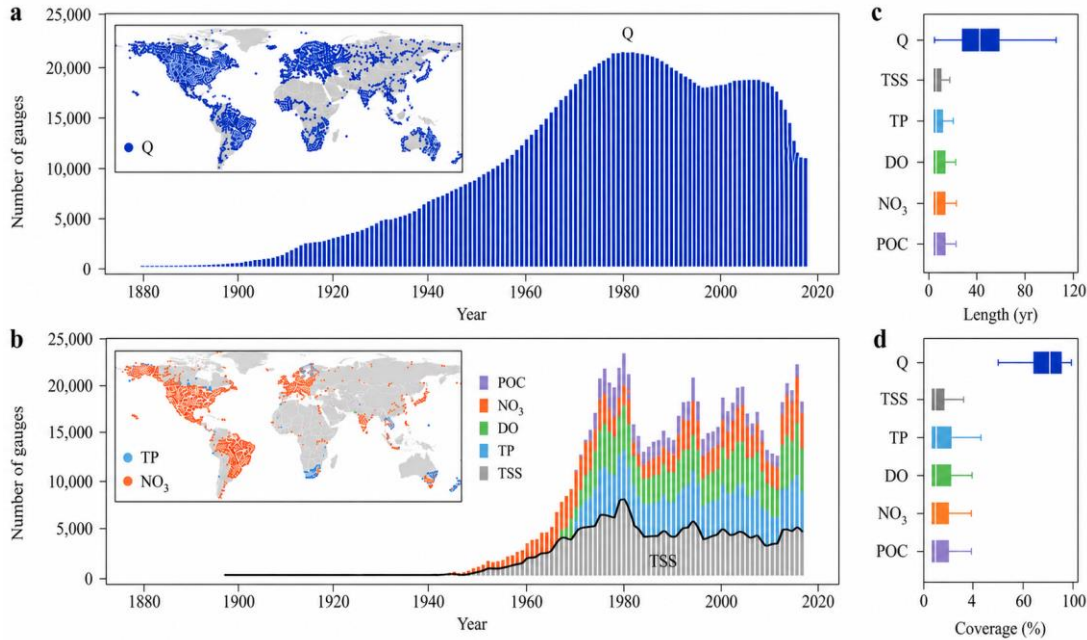 a
25,000
20,000
15,000
10,000
5,000
0
Number of gauges
Q
Q
1880 1900 1920 1940 1960 1980 2000 2020
Year
b
25,000
20,000
15,000
10,000
5,000
0
Number of gauges
TP
NO3
POC
NO3
DO
TP
TSS
TSS
1880 1900 1920 1940 1960 1980 2000 2020
Year
c
Q
TSS
TP
DO
NO3
POC
0 40 80 120
Length (yr)
d
Q
TSS
TP
DO
NO3
POC
0 4 60 100
Coverage (%)